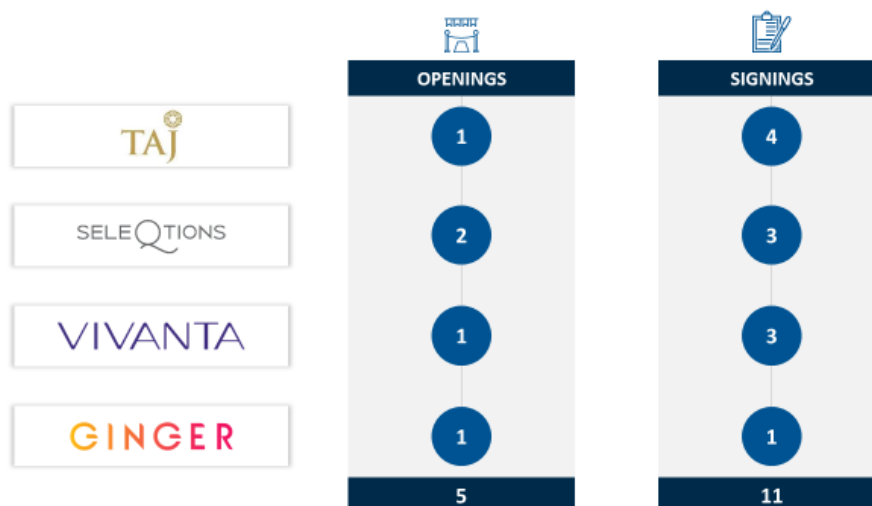 OPENINGS SIGNINGS
TAJ 1 4
SELEQTIONS 2 3
VIVANTA 1 3
GINGER 1 1
5 11